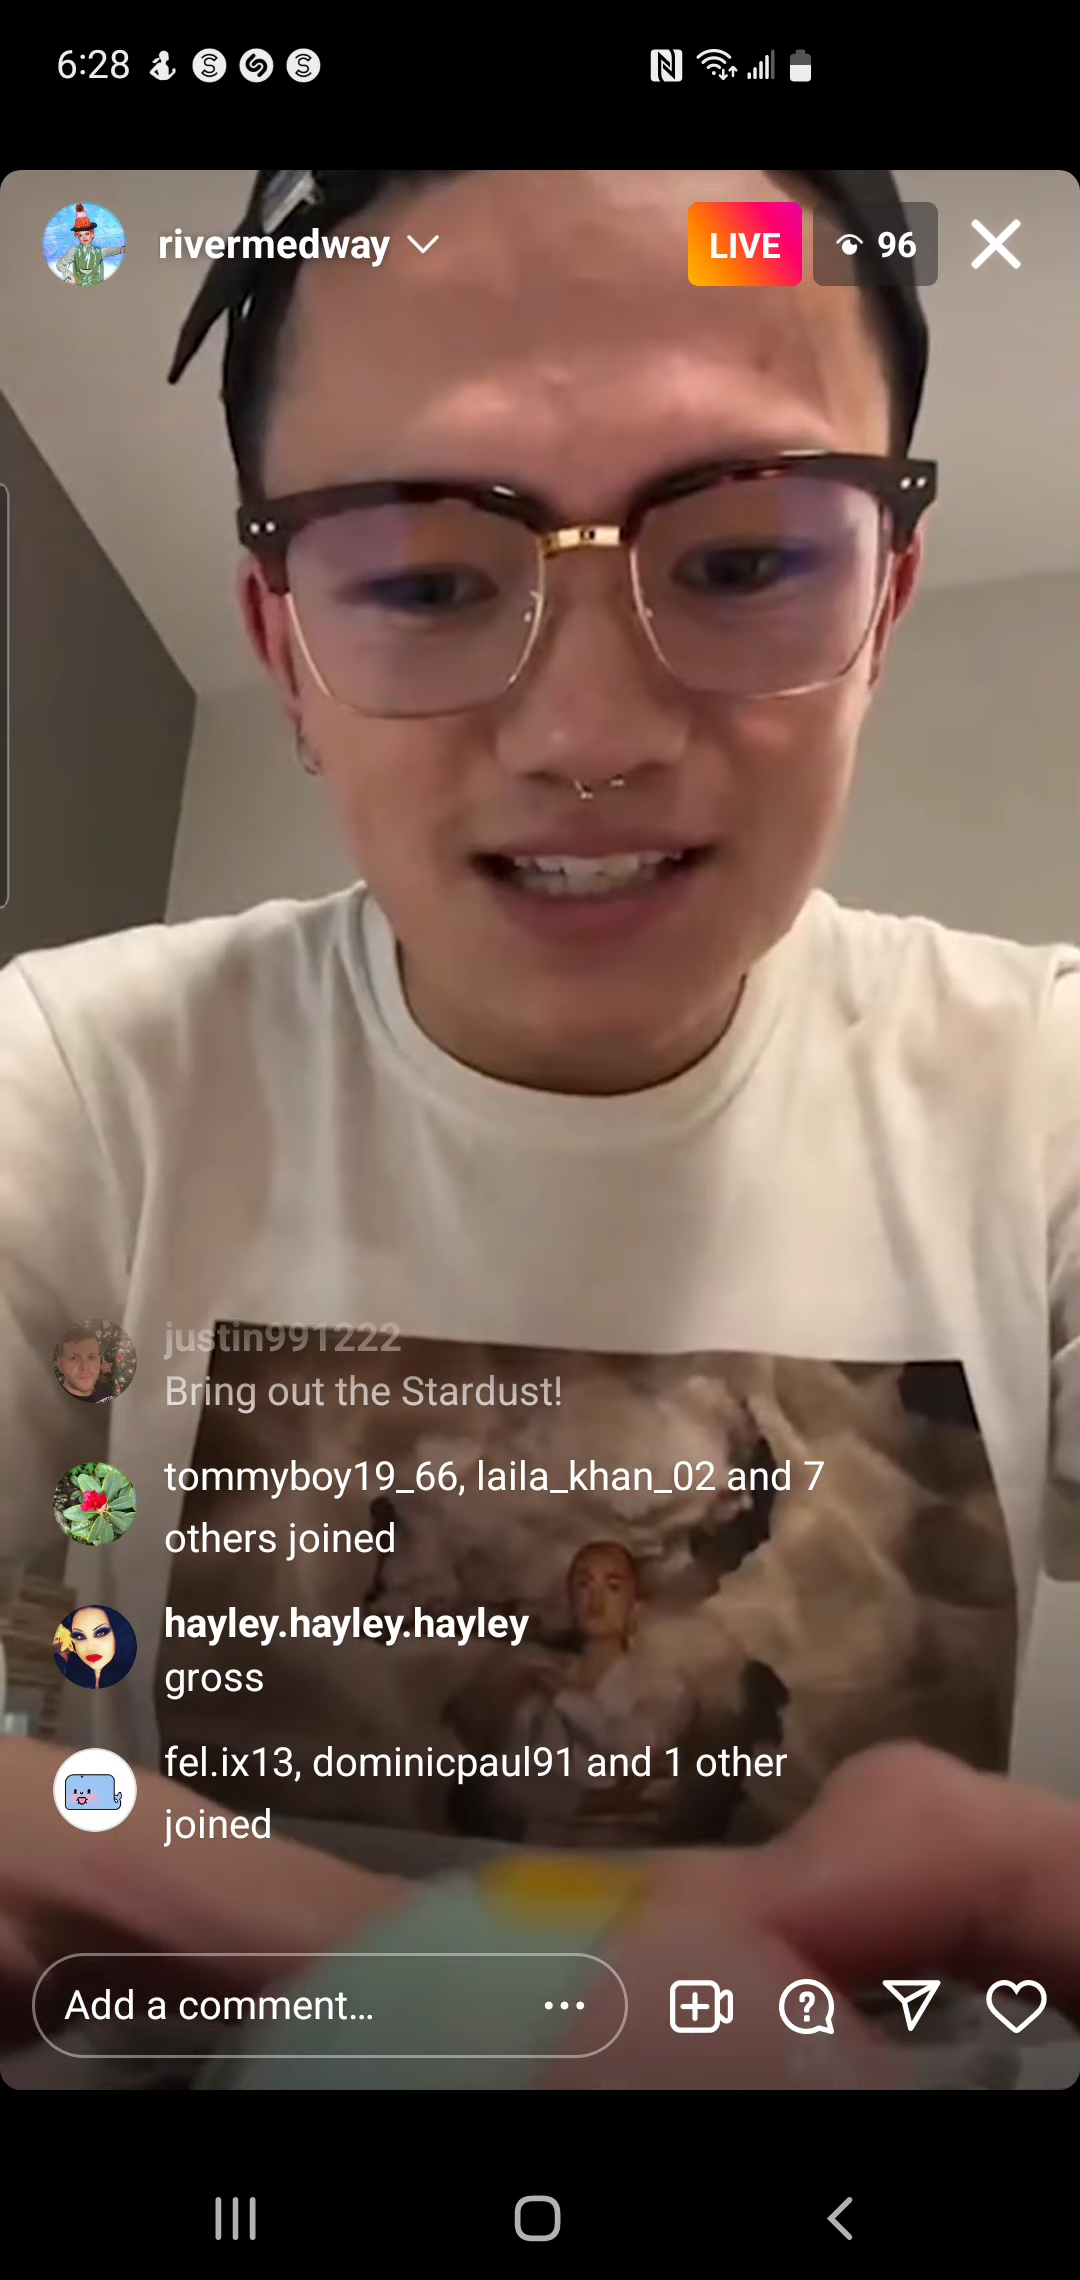 6:28
rivermedway
LIVE
96
justin991222
Bring out the Stardust!
tommyboy19_66, laila_khan_02 and 7
others joined
hayley.hayley.hayley
gross
fel.ix13, dominicpaul91 and 1 other
joined
Add a comment...